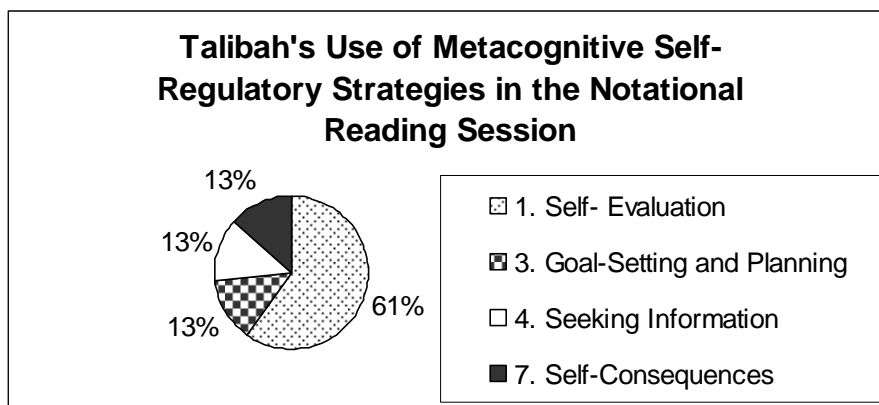 Talibah's Use of Metacognitive Self-
Regulatory Strategies in the Notational
Reading Session
13%
13%
13%
61%
1. Self- Evaluation
3. Goal-Setting and Planning
4. Seeking Information
7. Self-Consequences